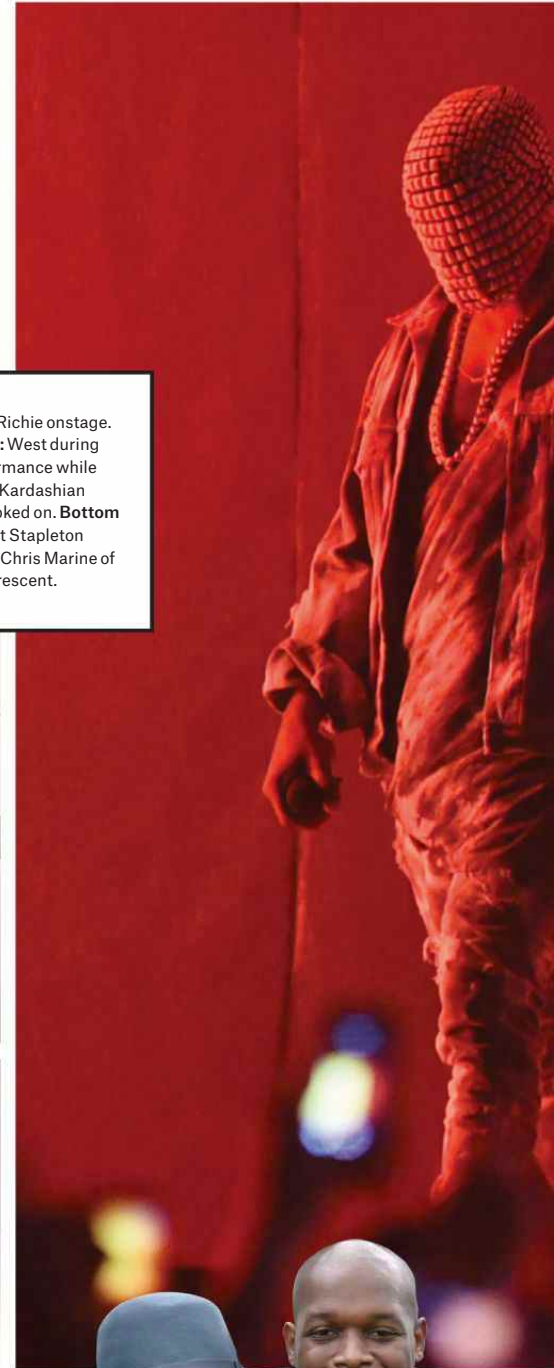 Richie onstage.
: West during
rmance while
Kardashian
oked on. Bottom
t Stapleton
Chris Marine of
rescent.